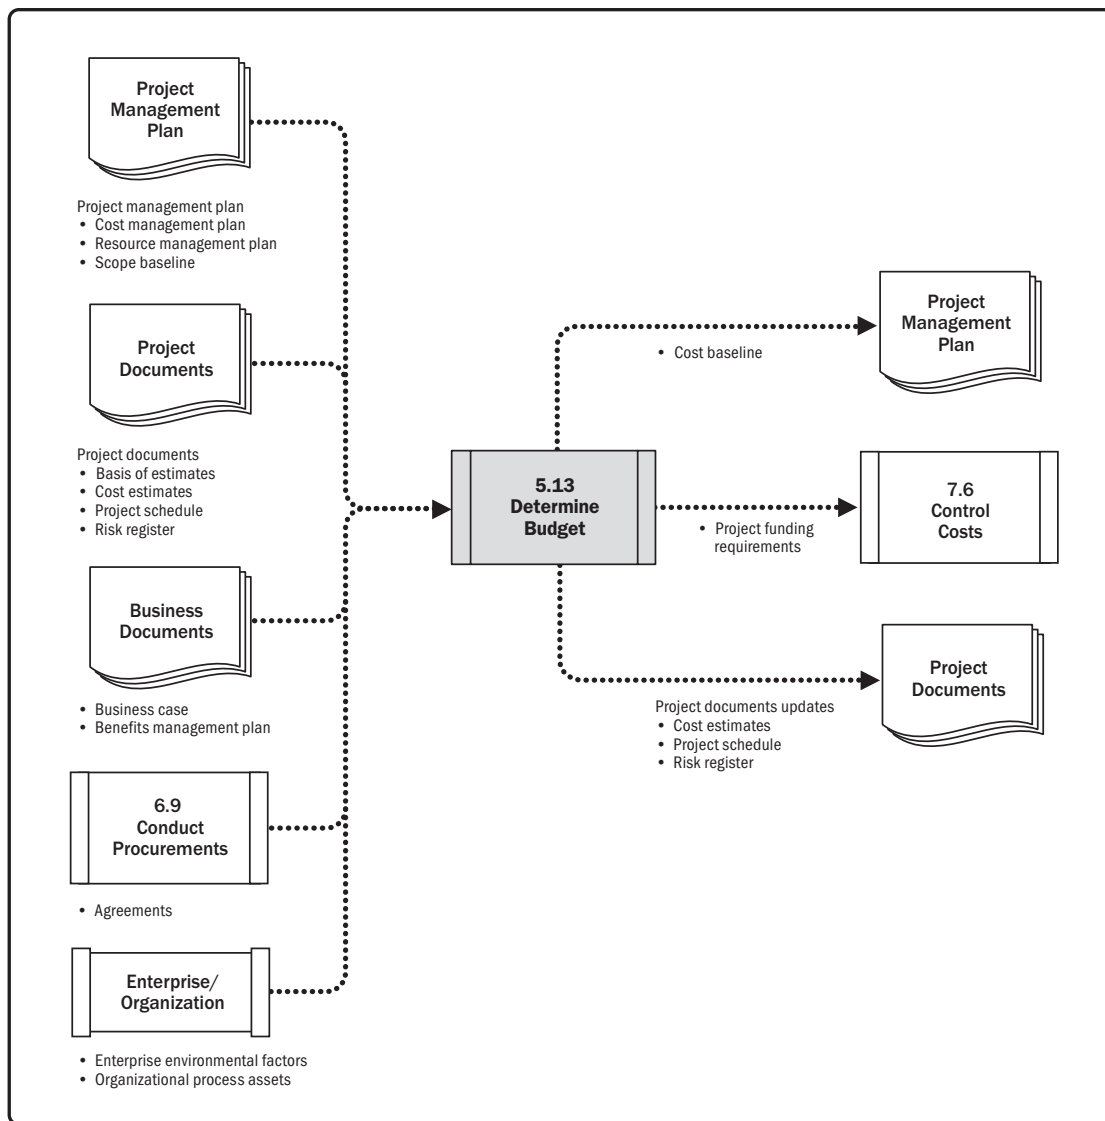 Project
Management
Plan
Project management plan
• Cost management plan
• Resource management plan
• Scope baseline
Project
Documents
Project documents
• Basis of estimates
• Cost estimates
• Project schedule
• Risk register
Business
Documents
• Business case
• Benefits management plan
6.9
Conduct
Procurements
• Agreements
Enterprise/
Organization
• Enterprise environmental factors
• Organizational process assets
5.13
Determine
Budget
• Cost baseline
Project
Management
Plan
• Project funding
requirements
7.6
Control
Costs
Project documents updates
• Cost estimates
• Project schedule
• Risk register
Project
Documents